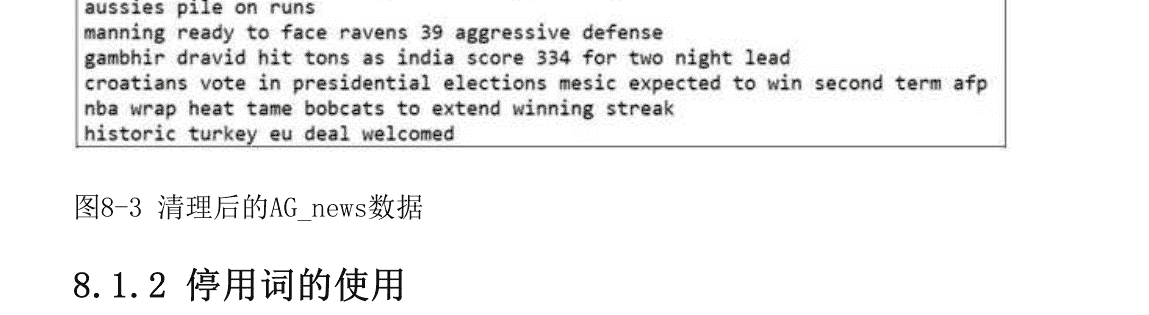 aussies pile on runs
manning ready to face ravens 39 aggressive defense
gambhir dravid hit tons as india score 334 for two night lead
croatians vote in presidential elections mesic expected to win second term afp
nba wrap heat tame bobcats to extend winning streak
historic turkey eu deal welcomed
图8-3 清理后的AG_news数据
8.1.2 停用词的使用